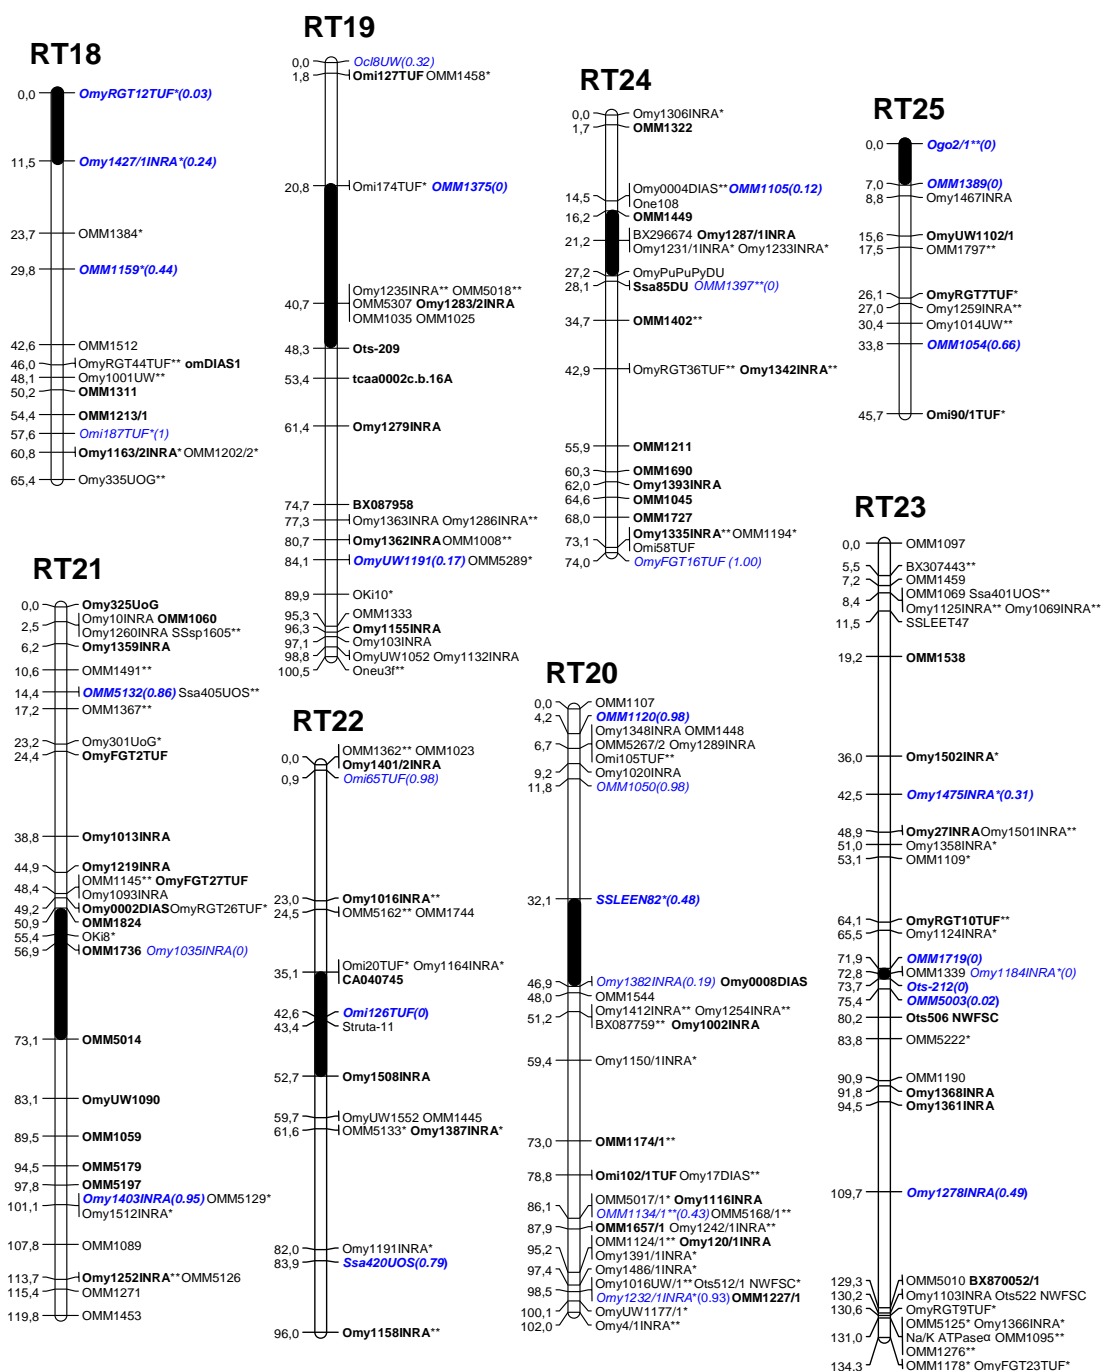 RT18
0,0 OmyRGT12TUF*(0.03)
11,5 Omy1427/1INRA*(0.24)
23,7 OMM1384*
29,8 OMM1159*(0.44)
42,6 OMM1512
46,0 OmyRGT44TUF** omDIAS1
48,1 Omy1001UW**
50,2 OMM1311
54,4 OMM1213/1
57,6 Omi187TUF*(1)
60,8 Omy1163/2INRA* OMM1202/2*
65,4 Omy335UOG**
RT19
0,0 Ocl8UW(0.32)
1,8 Omi127TUF OMM1458*
20,8 Omi174TUF* OMM1375(0)
Omy1235INRA** OMM5018**
40,7 OMM5307 Omy1283/2INRA
OMM1035 OMM1025
48,3 Ots-209
53,4 tcaa0002c.b.16A
61,4 Omy1279INRA
74,7 BX087958
77,3 Omy1363INRA Omy1286INRA**
80,7 Omy1362INRA OMM1008**
84,1 OmyUW1191(0.17) OMM5289*
89,9 OKi10*
95,3 OMM1333
96,3 Omy1155INRA
97,1 Omy103INRA
98,8 OmyUW1052 Omy1132INRA
100,5 Oneu3f**
RT24
0,0 Omy1306INRA*
1,7 OMM1322
Omy0004DIAS** OMM1105(0.12)
14,5 One108
16,2 OMM1449
21,2 BX296674 Omy1287/1INRA
Omy1231/1INRA* Omy1233INRA*
27,2 OmyPuPuPyDU
28,1 Ssa85DU OMM1397**(0)
34,7 OMM1402**
42,9 OmyRGT36TUF** Omy1342INRA**
55,9 OMM1211
60,3 OMM1690
62,0 Omy1393INRA
64,6 OMM1045
68,0 OMM1727
Omy1335INRA** OMM1194*
73,1 Omi58TUF
74,0 OmyFGT16TUF (1.00)
RT25
0,0 Ogo2/1**(0)
7,0 OMM1389(0)
8,8 Omy1467INRA
15,6 OmyUW1102/1
17,5 OMM1797**
26,1 OmyRGT7TUF*
27,0 Omy1259INRA**
30,4 Omy1014UW**
33,8 OMM1054(0.66)
45,7 Omi90/1TUF*
RT21
0,0 Omy325UoG
Omy10INRA OMM1060
2,5 Omy1260INRA SSsp1605**
6,2 Omy1359INRA
10,6 OMM1491**
14,4 OMM5132(0.86) Ssa405UOS**
17,2 OMM1367**
23,2 Omy301UoG*
24,4 OmyFGT2TUF
38,8 Omy1013INRA
44,9 Omy1219INRA
OMM1145** OmyFGT27TUF
48,4 Omy1093INRA
49,2 Omy0002DIAS OmyRGT26TUF*
50,9 OMM1824
55,4 OKi8*
56,9 OMM1736 Omy1035INRA(0)
73,1 OMM5014
83,1 OmyUW1090
89,5 OMM1059
94,5 OMM5179
97,8 OMM5197
101,1 Omy1403INRA(0.95) OMM5129*
Omy1512INRA*
107,8 OMM1089
113,7 Omy1252INRA** OMM5126
115,4 OMM1271
119,8 OMM1453
RT22
OMM1362** OMM1023
0,0 Omy1401/2INRA
0,9 Omi65TUF(0.98)
23,0 Omy1016INRA**
24,5 OMM5162** OMM1744
Omi20TUF* Omy1164INRA*
35,1 CA040745
42,6 Omi126TUF(0)
43,4 Struta-11
52,7 Omy1508INRA
59,7 OmyUW1552 OMM1445
61,6 OMM5133* Omy1387INRA*
82,0 Omy1191INRA*
83,9 Ssa420UOS(0.79)
96,0 Omy1158INRA**
RT20
0,0 OMM1107
4,2 OMM1120(0.98)
Omy1348INRA OMM1448
6,7 OMM5267/2 Omy1289INRA
Omi105TUF**
9,2 Omy1020INRA
11,8 OMM1050(0.98)
32,1 SSLEEN82*(0.48)
46,9 Omy1382INRA(0.19) Omy0008DIAS
48,0 OMM1544
51,2 Omy1412INRA** Omy1254INRA**
BX087759** Omy1002INRA
59,4 Omy1150/1INRA*
73,0 OMM1174/1**
78,8 Omi102/1TUF Omy17DIAS**
OMM5017/1* Omy1116INRA
86,1 OMM1134/1**(0.43) OMM5168/1**
87,9 OMM1657/1 Omy1242/1INRA**
OMM1124/1** Omy120/1INRA
95,2 Omy1391/1INRA*
97,4 Omy1486/1INRA*
Omy1016UW/1** Ots512/1 NWFSC*
98,5 Omy1232/1INRA*(0.93) OMM1227/1
100,1 OmyUW1177/1*
102,0 Omy4/1INRA**
RT23
0,0 OMM1097
5,5 BX307443**
7,2 OMM1459
OMM1069 Ssa401UOS**
8,4 Omy1125INRA** Omy1069INRA**
11,5 SSLEET47
19,2 OMM1538
36,0 Omy1502INRA*
42,5 Omy1475INRA*(0.31)
48,9 Omy27INRA Omy1501INRA**
51,0 Omy1358INRA*
53,1 OMM1109*
64,1 OmyRGT10TUF**
65,5 Omy1124INRA*
71,9 OMM1719(0)
72,8 OMM1339 Omy1184INRA*(0)
73,7 Ots-212(0)
75,4 OMM5003(0.02)
80,2 Ots506 NWFSC
83,8 OMM5222*
90,9 OMM1190
91,8 Omy1368INRA
94,5 Omy1361INRA
109,7 Omy1278INRA(0.49)
129,3 OMM5010 BX870052/1
130,2 Omy1103INRA Ots522 NWFSC
130,6 OmyRGT9TUF*
OMM5125* Omy1366INRA*
131,0 Na/K ATPaseα OMM1095**
OMM1276**
134,3 OMM1178* OmyFGT23TUF*